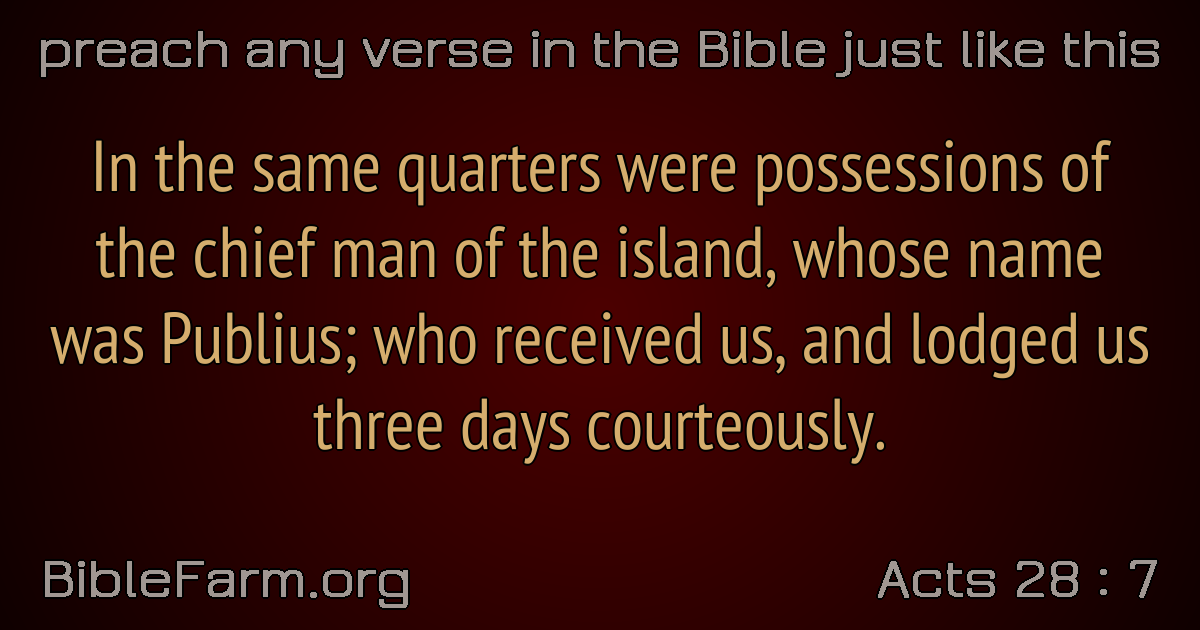 preach any verse in the Bible just like this
In the same quarters were possessions of
the chief man of the island, whose name
was Publius; who received us, and lodged us
three days courteously.
BibleFarm.org
Acts 28 : 7